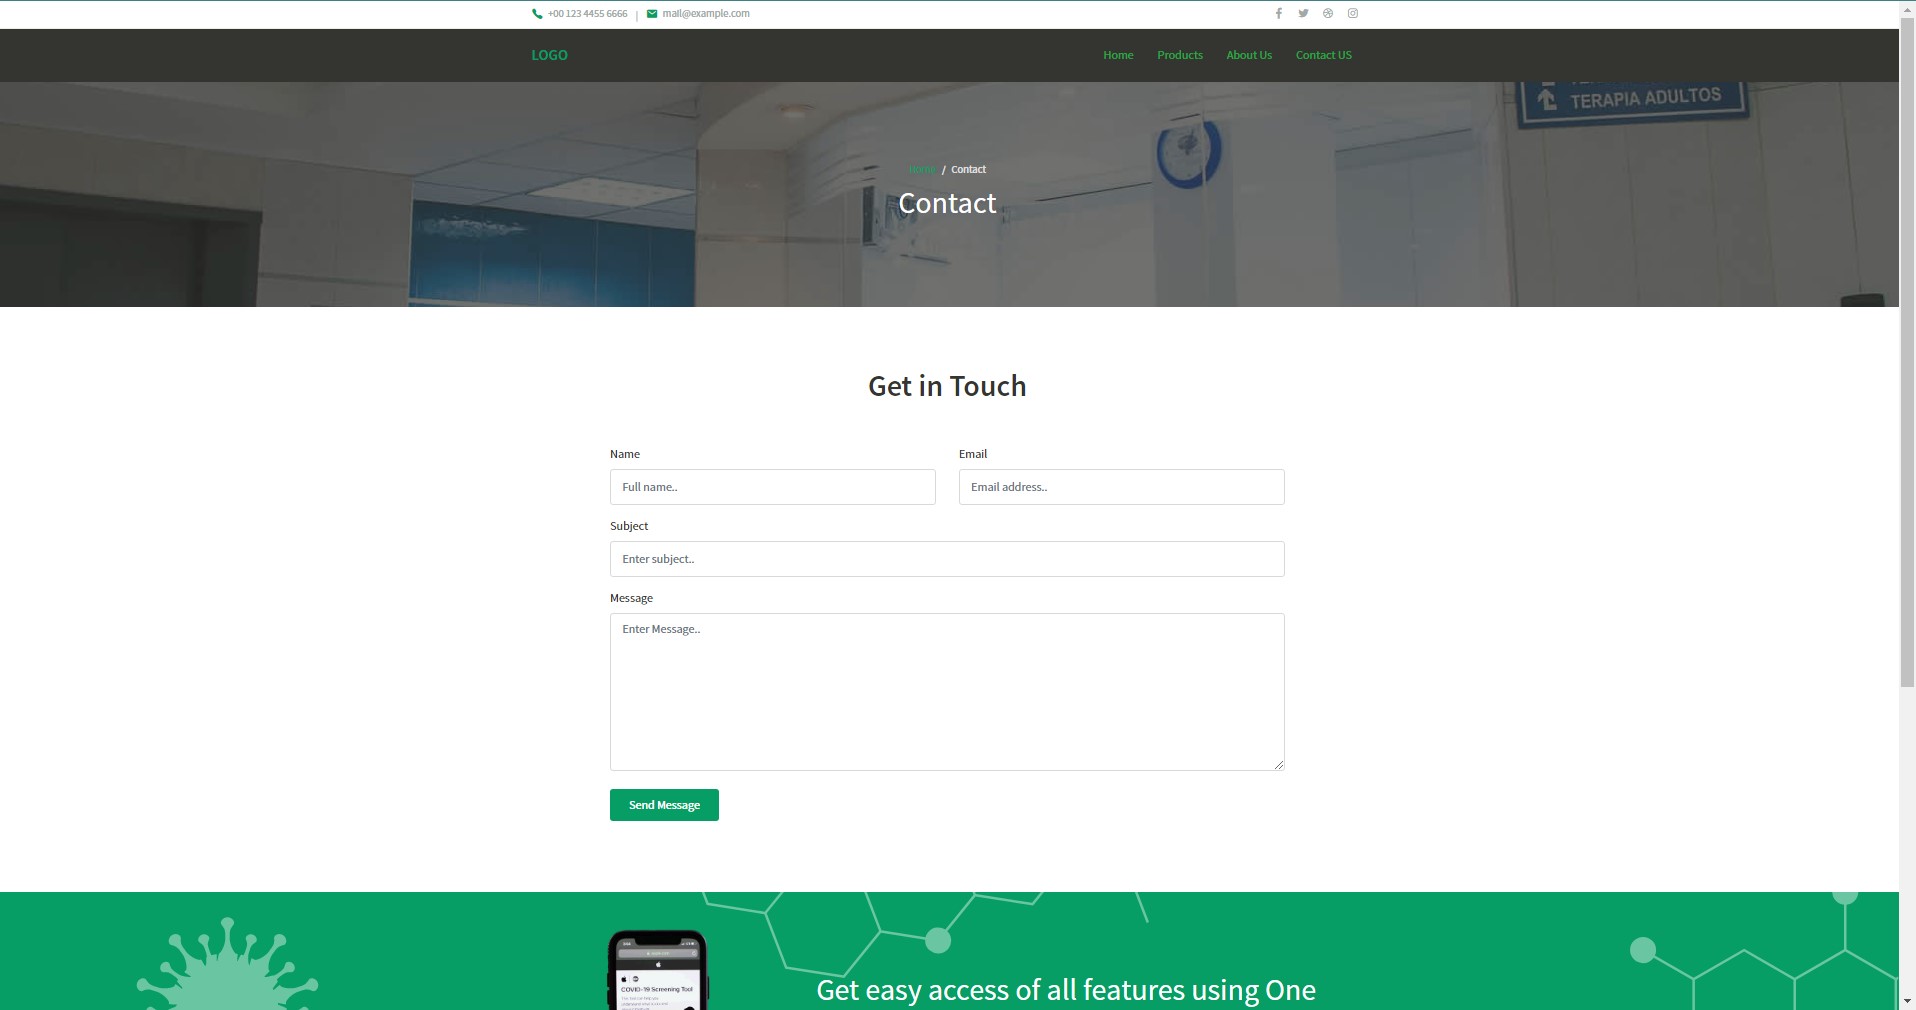 +00 123 4455 6666 | mail@example.com
LOGO
Home Products About Us Contact US
TERAPIA ADULTOS
Home / Contact
Contact
Get in Touch
Name Email
Full name.. Email address..
Subject
Enter subject..
Message
Enter Message..
Send Message
COVID-19 Screening Tool
Get easy access of all features using One